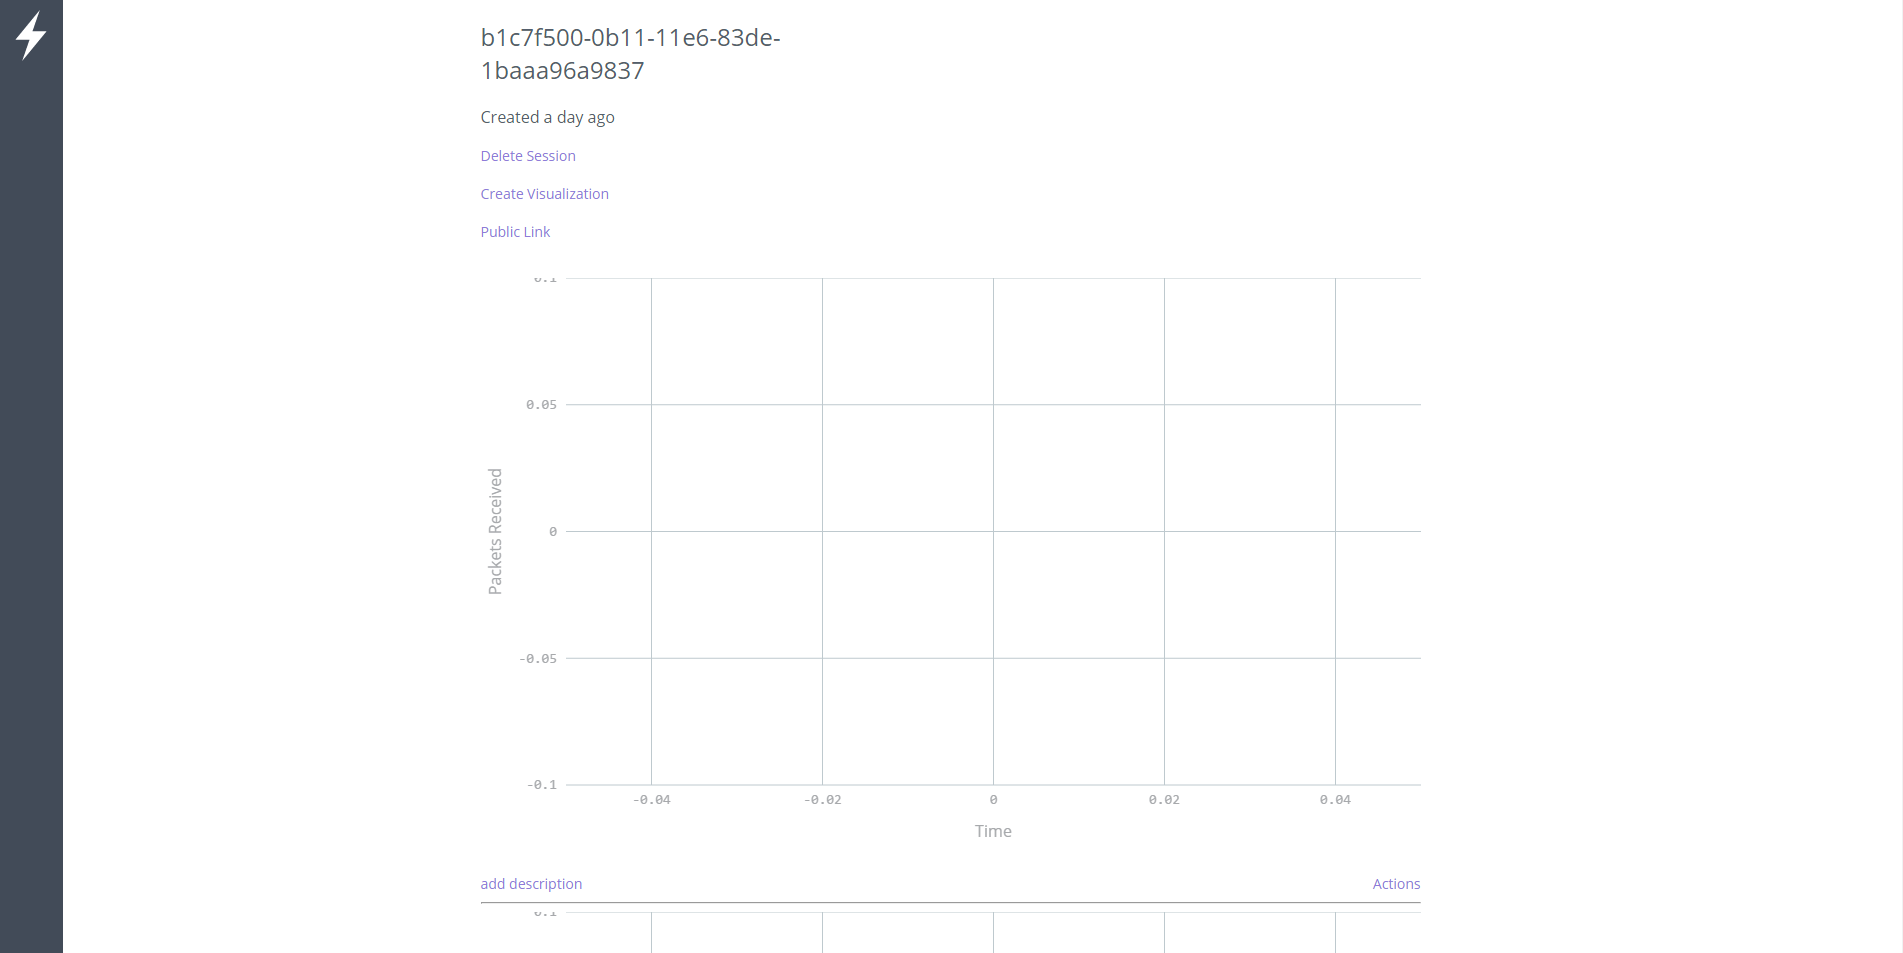 b1c7f500-0b11-11e6-83de-
1baaa96a9837
Created a day ago
Delete Session
Create Visualization
Public Link
0.1
0.05
0
-0.05
-0.1
Packets Received
-0.04 -0.02 0 0.02 0.04
Time
add description Actions
0.1